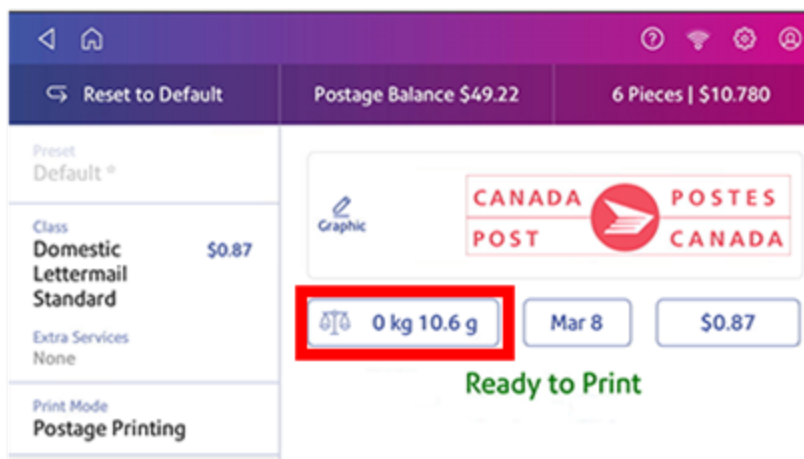 Reset to Default
Postage Balance $49.22
6 Pieces | $10.780
Preset
Default *
Class
Domestic $0.87
Lettermail
Standard
Extra Services
None
Print Mode
Postage Printing
Graphic
CANADA POSTES
POST CANADA
0 kg 10.6 g
Mar 8
$0.87
Ready to Print